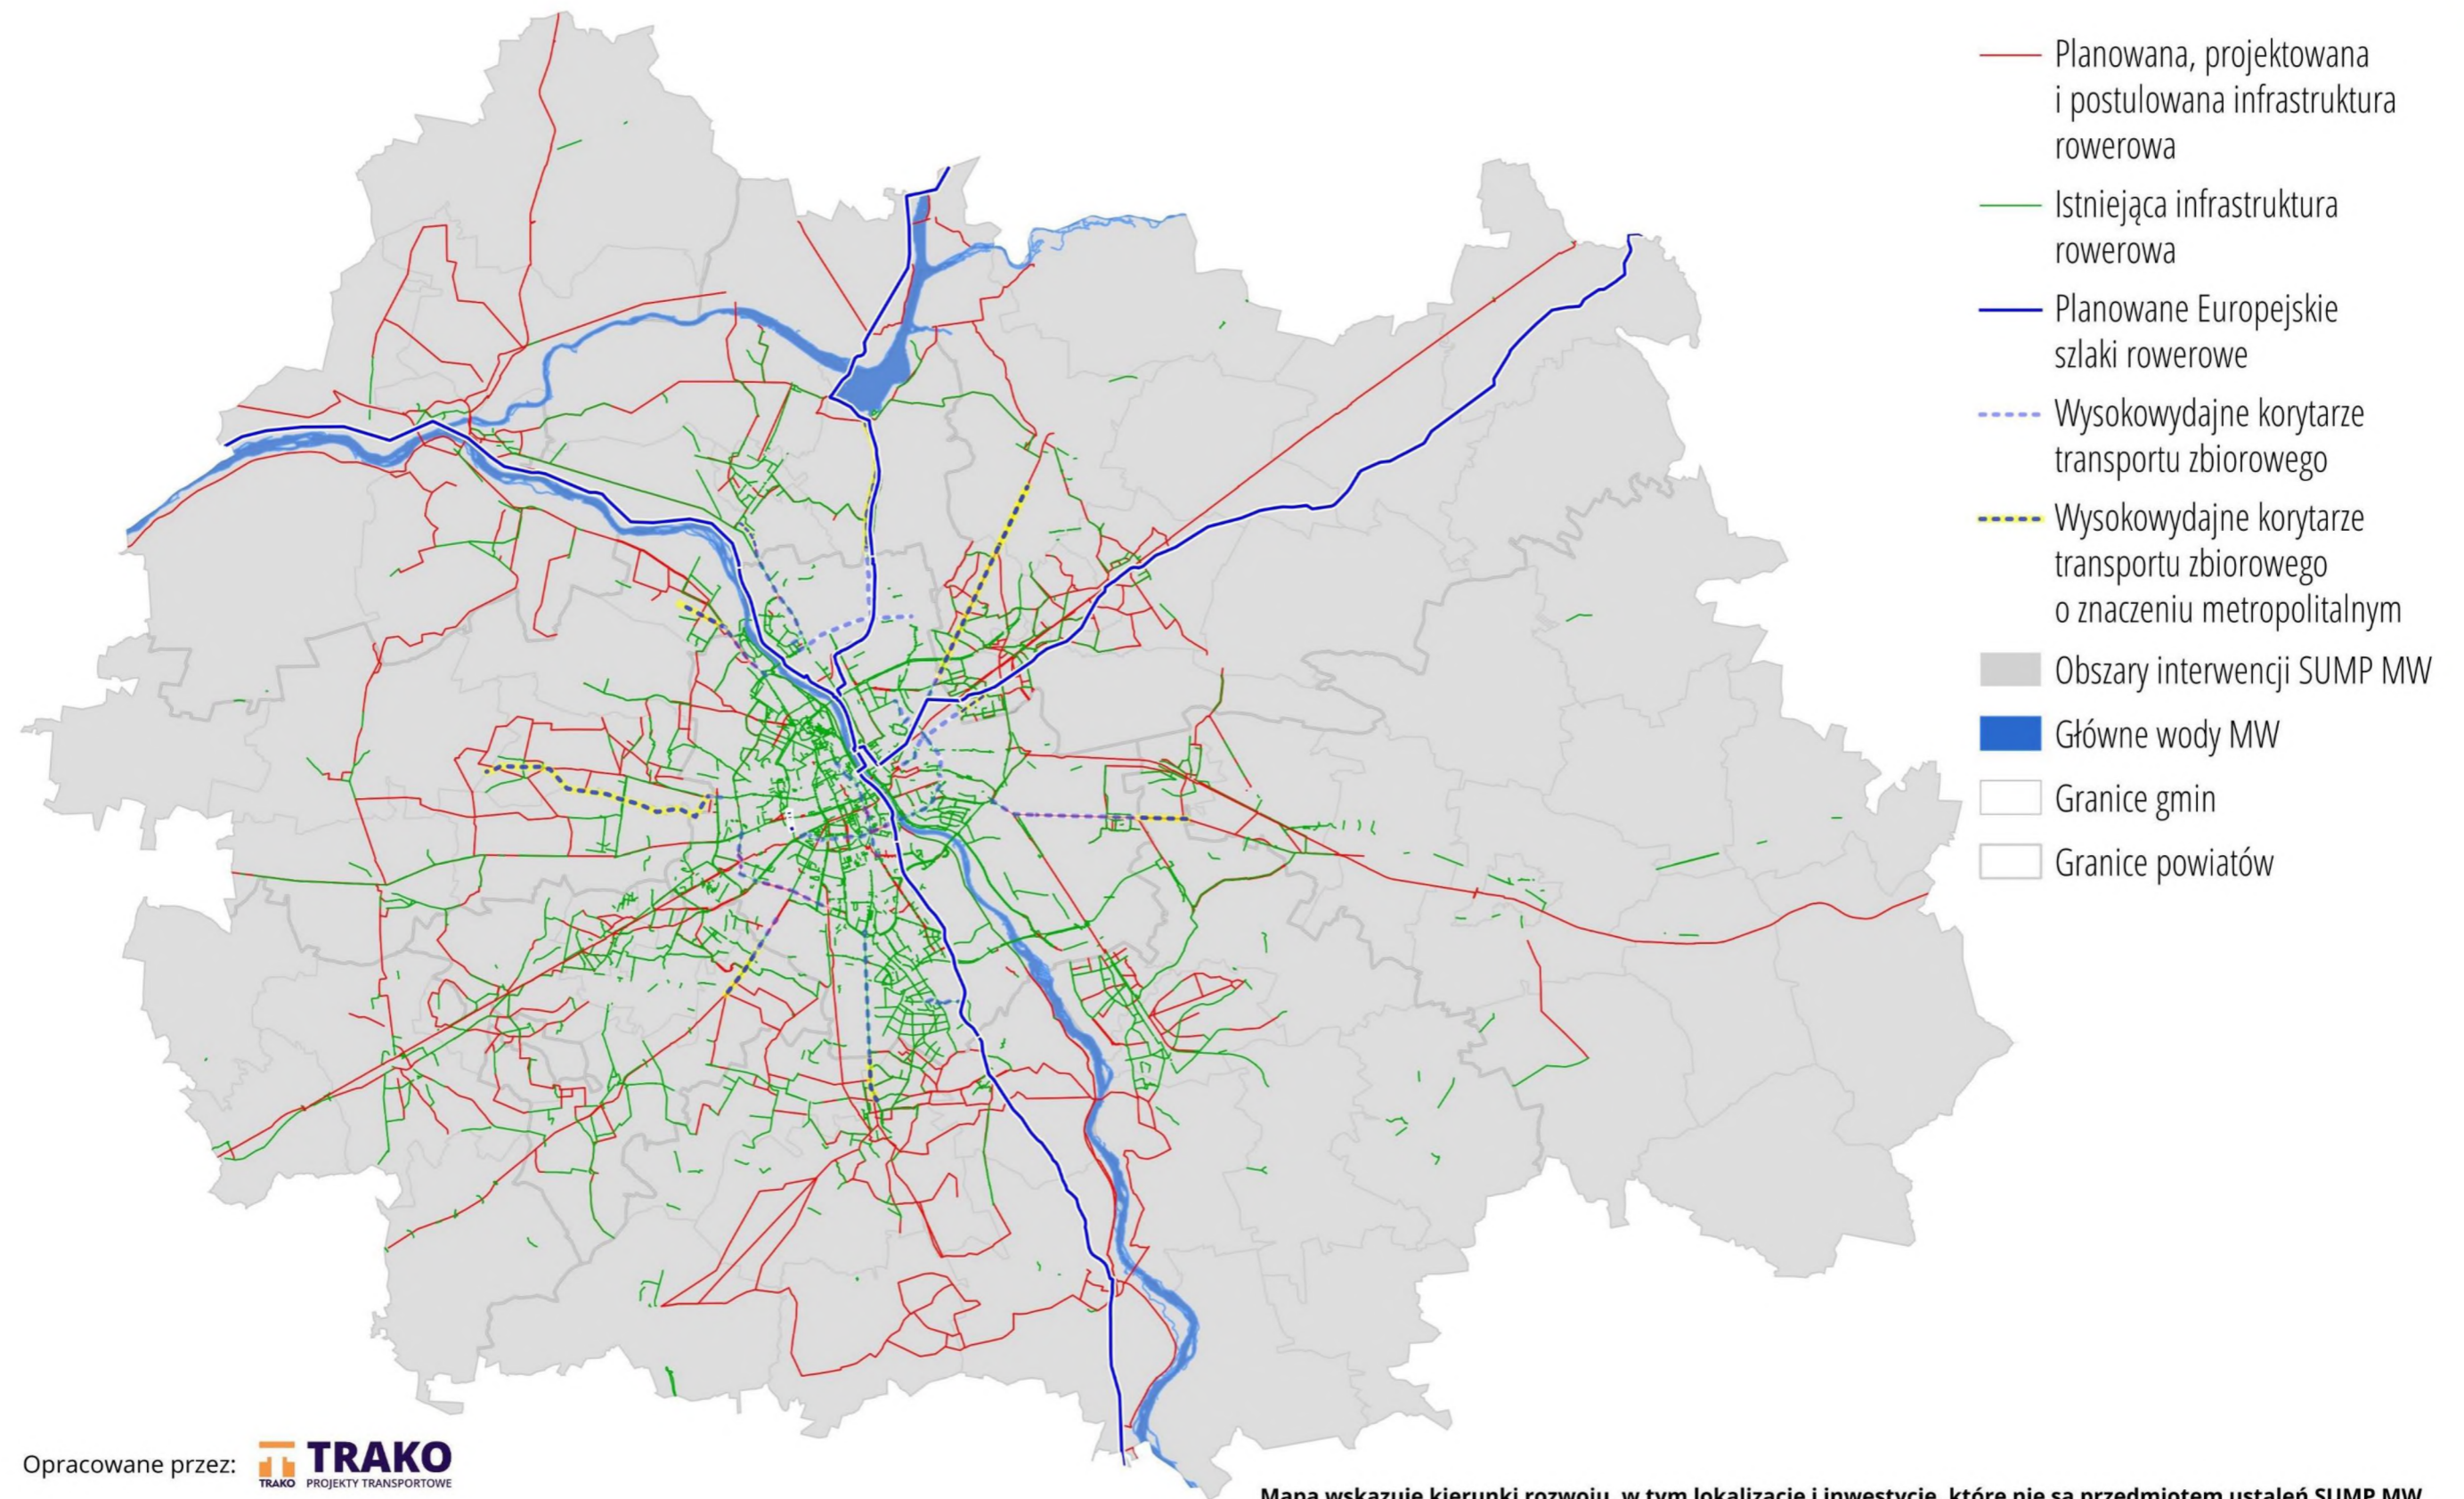 Planowana, projektowana
i postulowana infrastruktura
rowerowa
Istniejąca infrastruktura
rowerowa
Planowane Europejskie
szlaki rowerowe
Wysokowydajne korytarze
transportu zbiorowego
Wysokowydajne korytarze
transportu zbiorowego
o znaczeniu metropolitalnym
Obszary interwencji SUMP MW
Główne wody MW
Granice gmin
Granice powiatów
Opracowane przez:
TRAKO
TRAKO PROJEKTY TRANSPORTOWE
Mapa wskazuje kierunki rozwoju, w tym lokalizacje i inwestycje, które nie są przedmiotem ustaleń SUMP MW